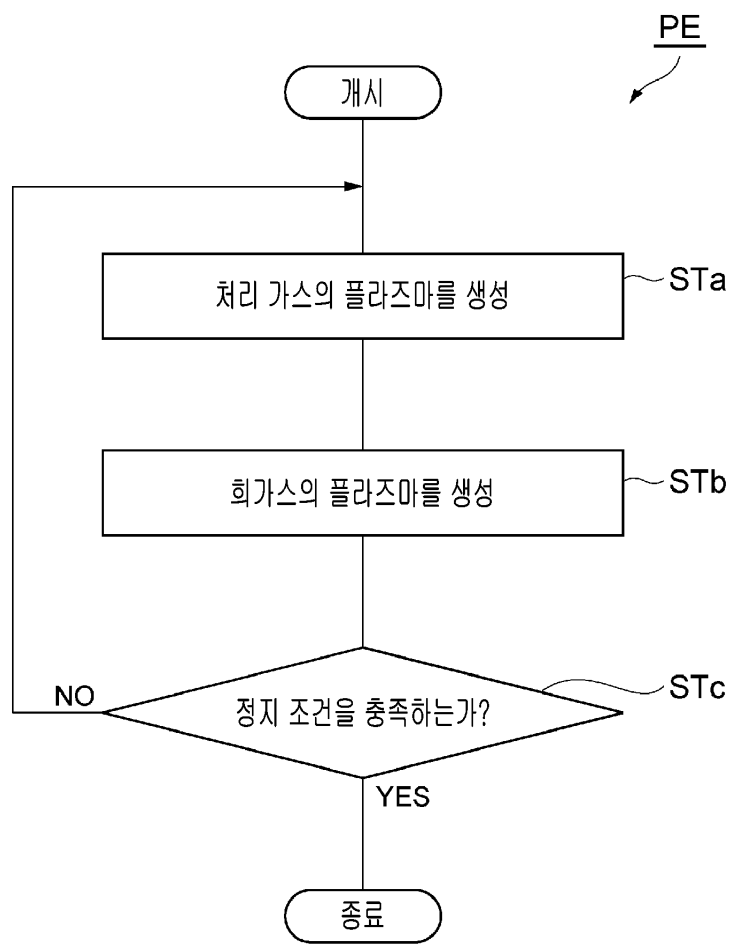 PE
개시
처리 가스의 플라즈마를 생성
STa
희가스의 플라즈마를 생성
STb
정지 조건을 충족하는가?
STc
NO
YES
종료